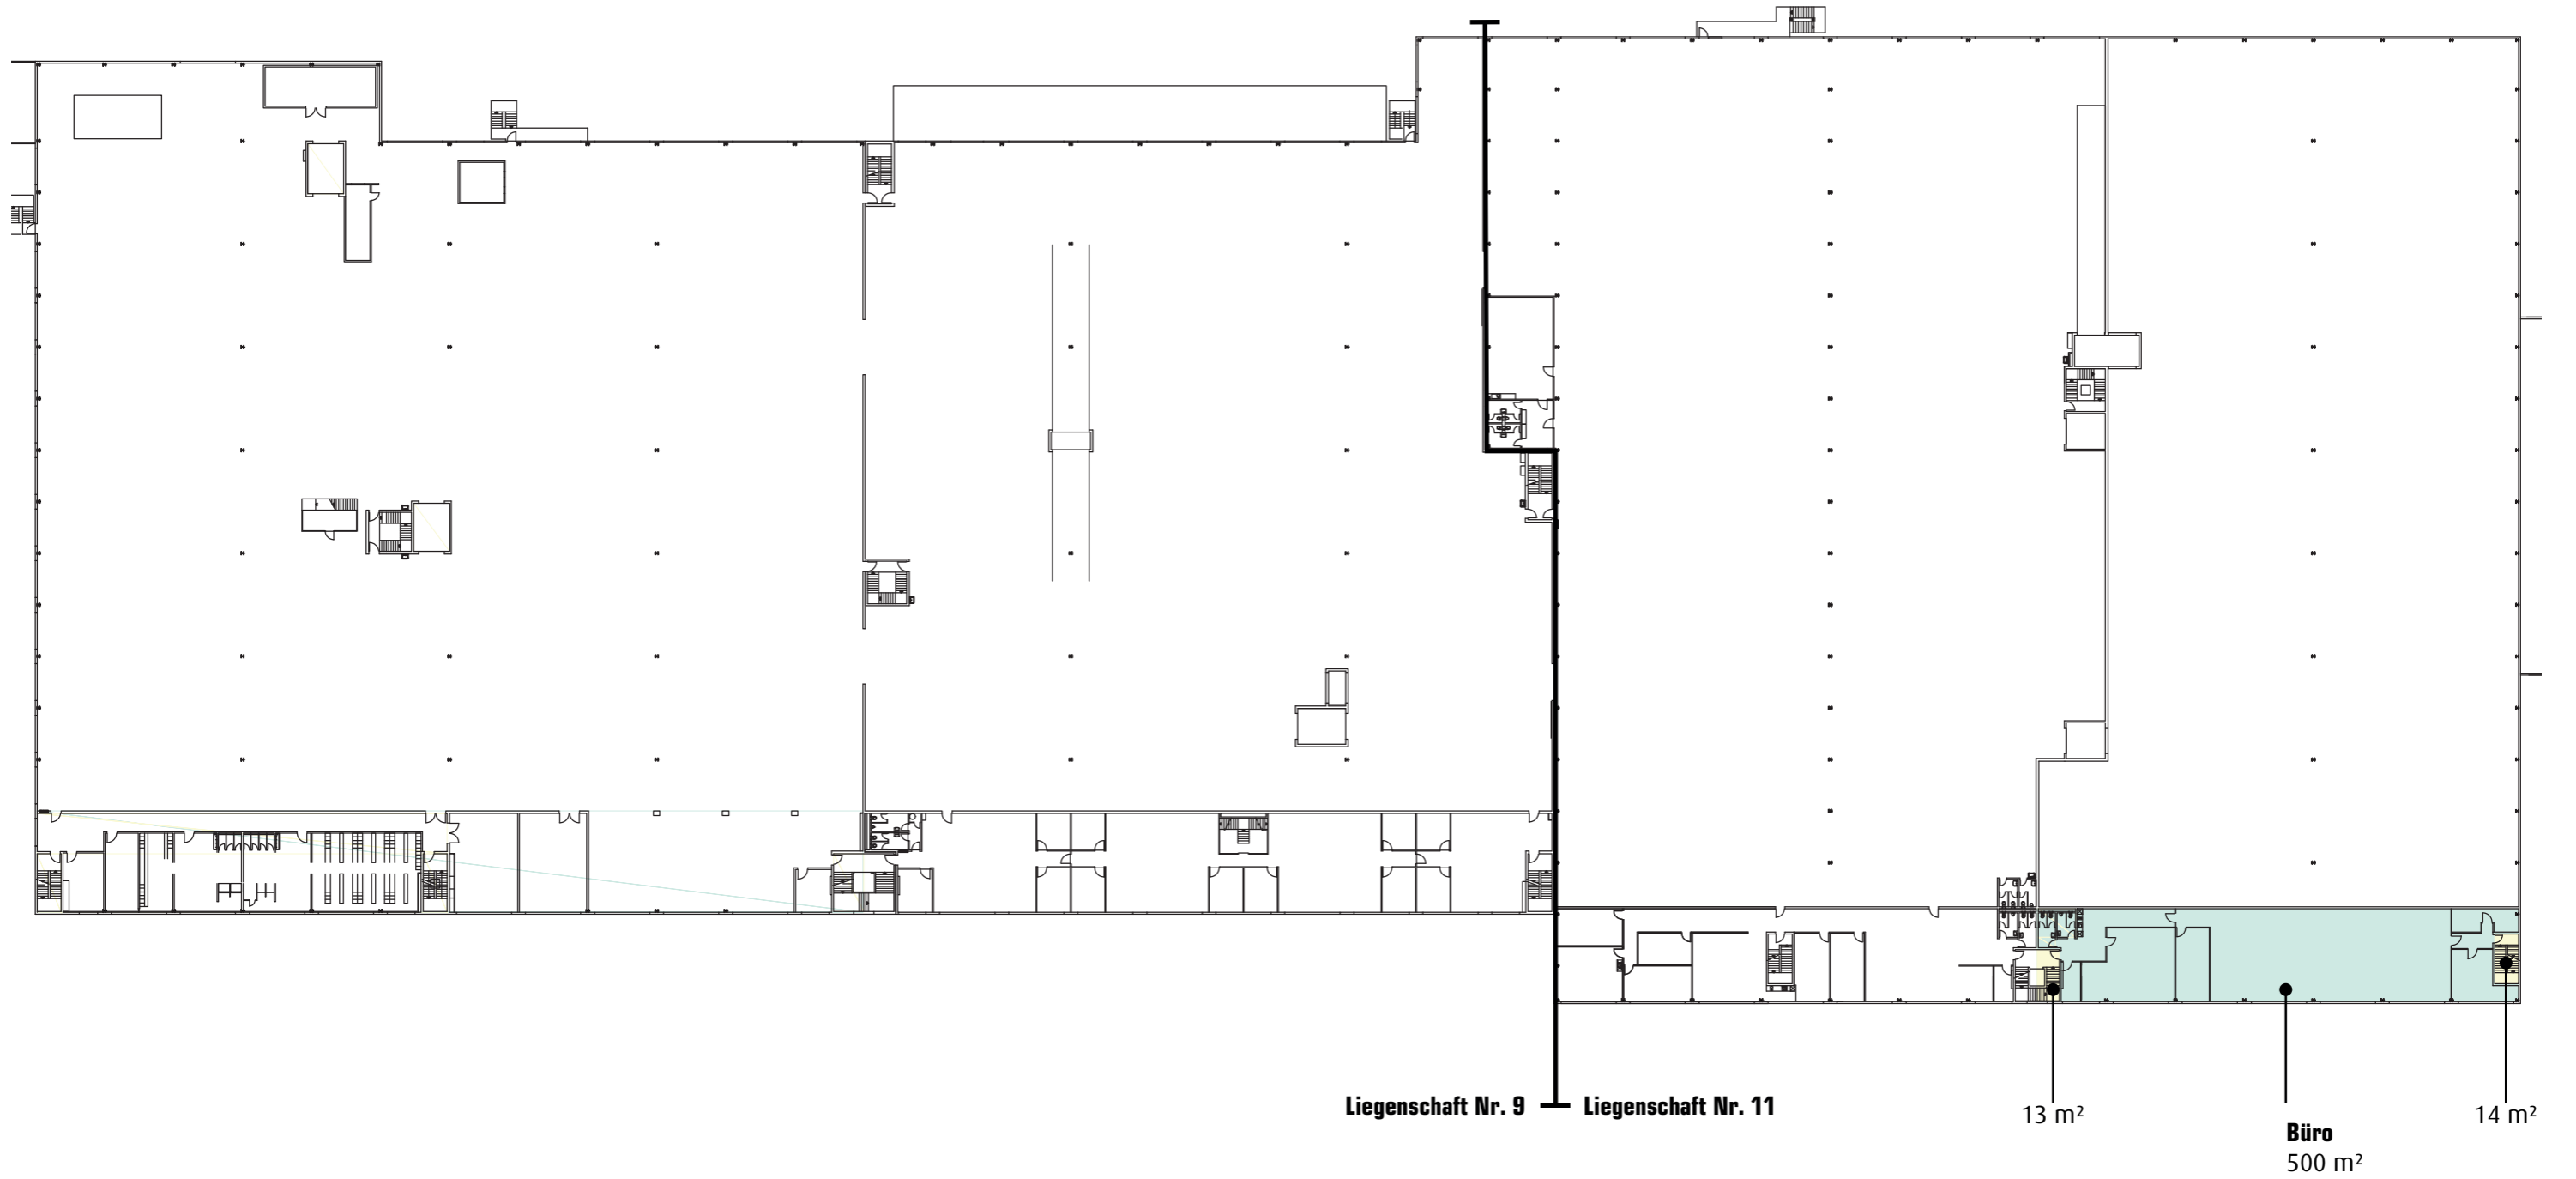 Liegenschaft Nr. 9
Liegenschaft Nr. 11
13 m²
14 m²
Büro
500 m²